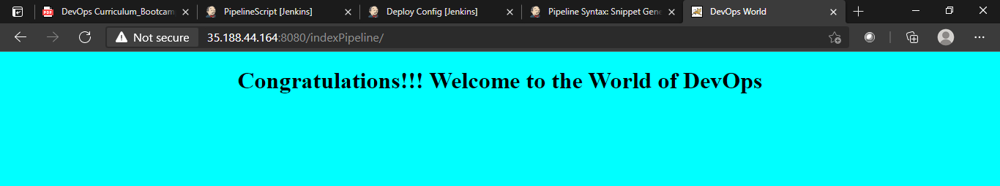 PDF
DevOps Curriculum_Bootcam
PipelineScript [Jenkins]
Deploy Config [Jenkins]
Pipeline Syntax: Snippet Gene
DevOps World
Not secure
35.188.44.164:8080/indexPipeline/
Congratulations!!! Welcome to the World of DevOps